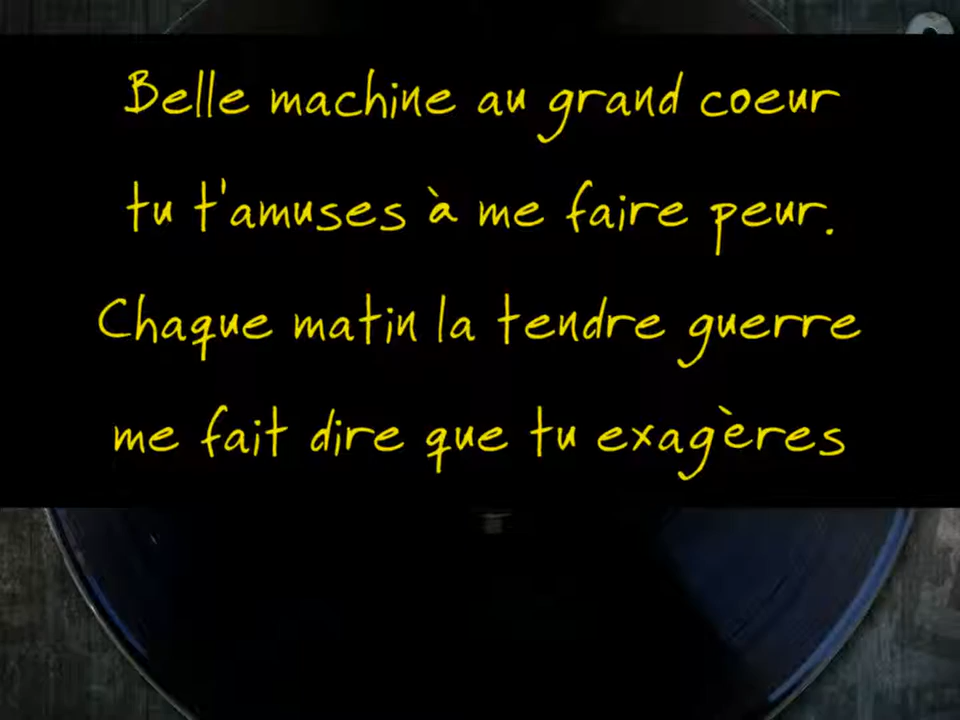 Belle machine au grand coeur
tu t'amuses à me faire peur.
Chaque matin la tendre guerre
me fait dire que tu exagères